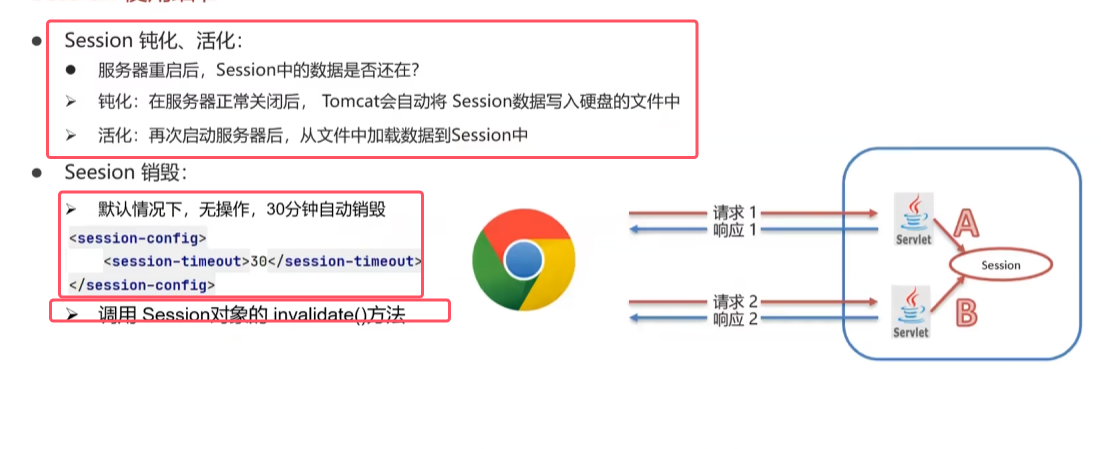 Session 钝化、活化：
服务器重启后，Session中的数据是否还在？
钝化：在服务器正常关闭后， Tomcat会自动将 Session数据写入硬盘的文件中
活化：再次启动服务器后，从文件中加载数据到Session中
Seesion 销毁：
默认情况下，无操作，30分钟自动销毁
<session-config>
<session-timeout>30</session-timeout>
</session-config>
调用 Session对象的 invalidate()方法
请求 1
响应 1
Servlet
A
Session
请求 2
响应 2
Servlet
B